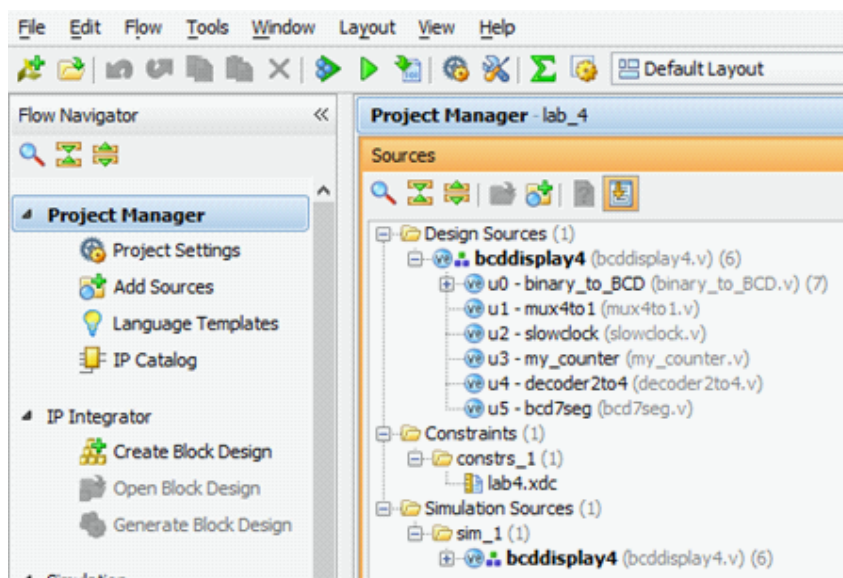 File Edit Flow Tools Window Layout View Help
Default Layout
Flow Navigator
Project Manager
Project Settings
Add Sources
Language Templates
IP Catalog
IP Integrator
Create Block Design
Open Block Design
Generate Block Design
Project Manager - lab_4
Sources
Design Sources (1)
bcddisplay4 (bcddisplay4.v) (6)
u0 - binary_to_BCD (binary_to_BCD.v) (7)
u1 - mux4to1 (mux4to1.v)
u2 - slowclock (slowclock.v)
u3 - my_counter (my_counter.v)
u4 - decoder2to4 (decoder2to4.v)
u5 - bcd7seg (bcd7seg.v)
Constraints (1)
constrs_1 (1)
lab4.xdc
Simulation Sources (1)
sim_1 (1)
bcddisplay4 (bcddisplay4.v) (6)